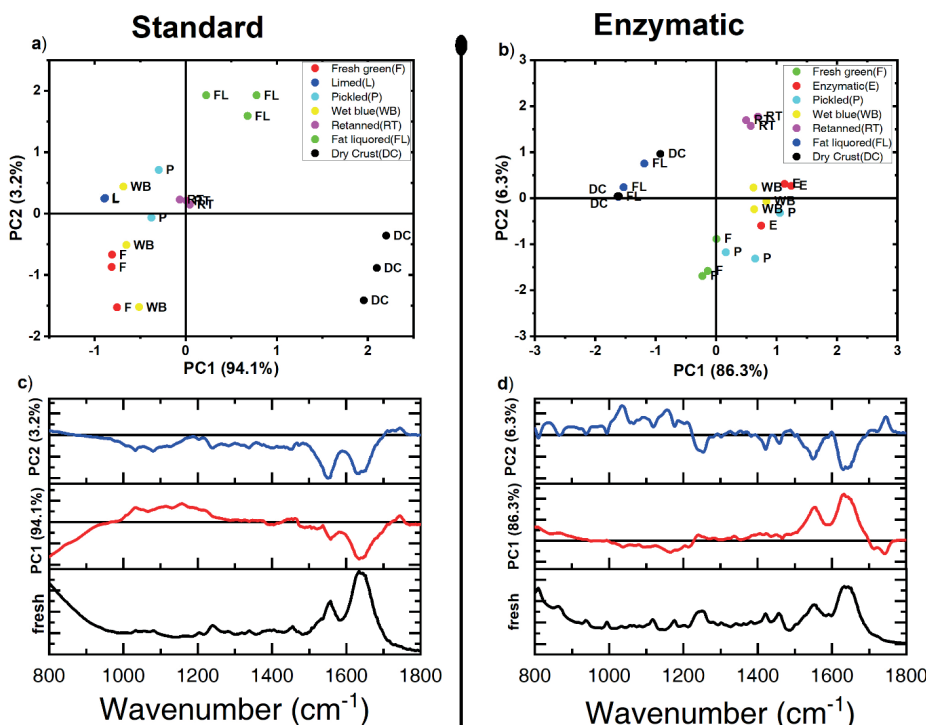 Standard
Enzymatic
a)
Fresh green(F)
Limed(L)
Pickled(P)
Wet blue(WB)
Retanned(RT)
Fat liquored(FL)
Dry Crust(DC)
PC2 (3.2%)
2
1
0
-1
-2
FL
FL
FL
P
WB
L
RT
RT
P
WB
F
F
F
WB
DC
DC
DC
-1
0
1
2
PC1 (94.1%)
b)
Fresh green(F)
Enzymatic(E)
Pickled(P)
Wet blue(WB)
Retanned(RT)
Fat liquored(FL)
Dry Crust(DC)
PC2 (6.3%)
3
2
1
0
-1
-2
-3
RT
RT
RT
DC
FL
FL
DC
FL
DC
E
E
WB
WB
WB
P
E
F
P
P
F
F
-3
-2
-1
0
1
2
3
PC1 (86.3%)
c)
PC2 (3.2%)
PC1 (94.1%)
fresh
800 1000 1200 1400 1600 1800
Wavenumber (cm-1)
d)
PC2 (6.3%)
PC1 (86.3%)
fresh
800 1000 1200 1400 1600 1800
Wavenumber (cm-1)